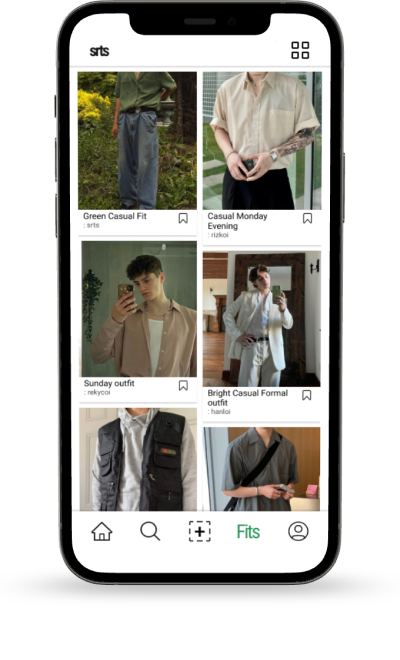 srts
Green Casual Fit
: srts
Casual Monday
Evening
: rizkoi
Sunday outfit
: rekycoi
Bright Casual Formal
outfit
: hanloi
Fits